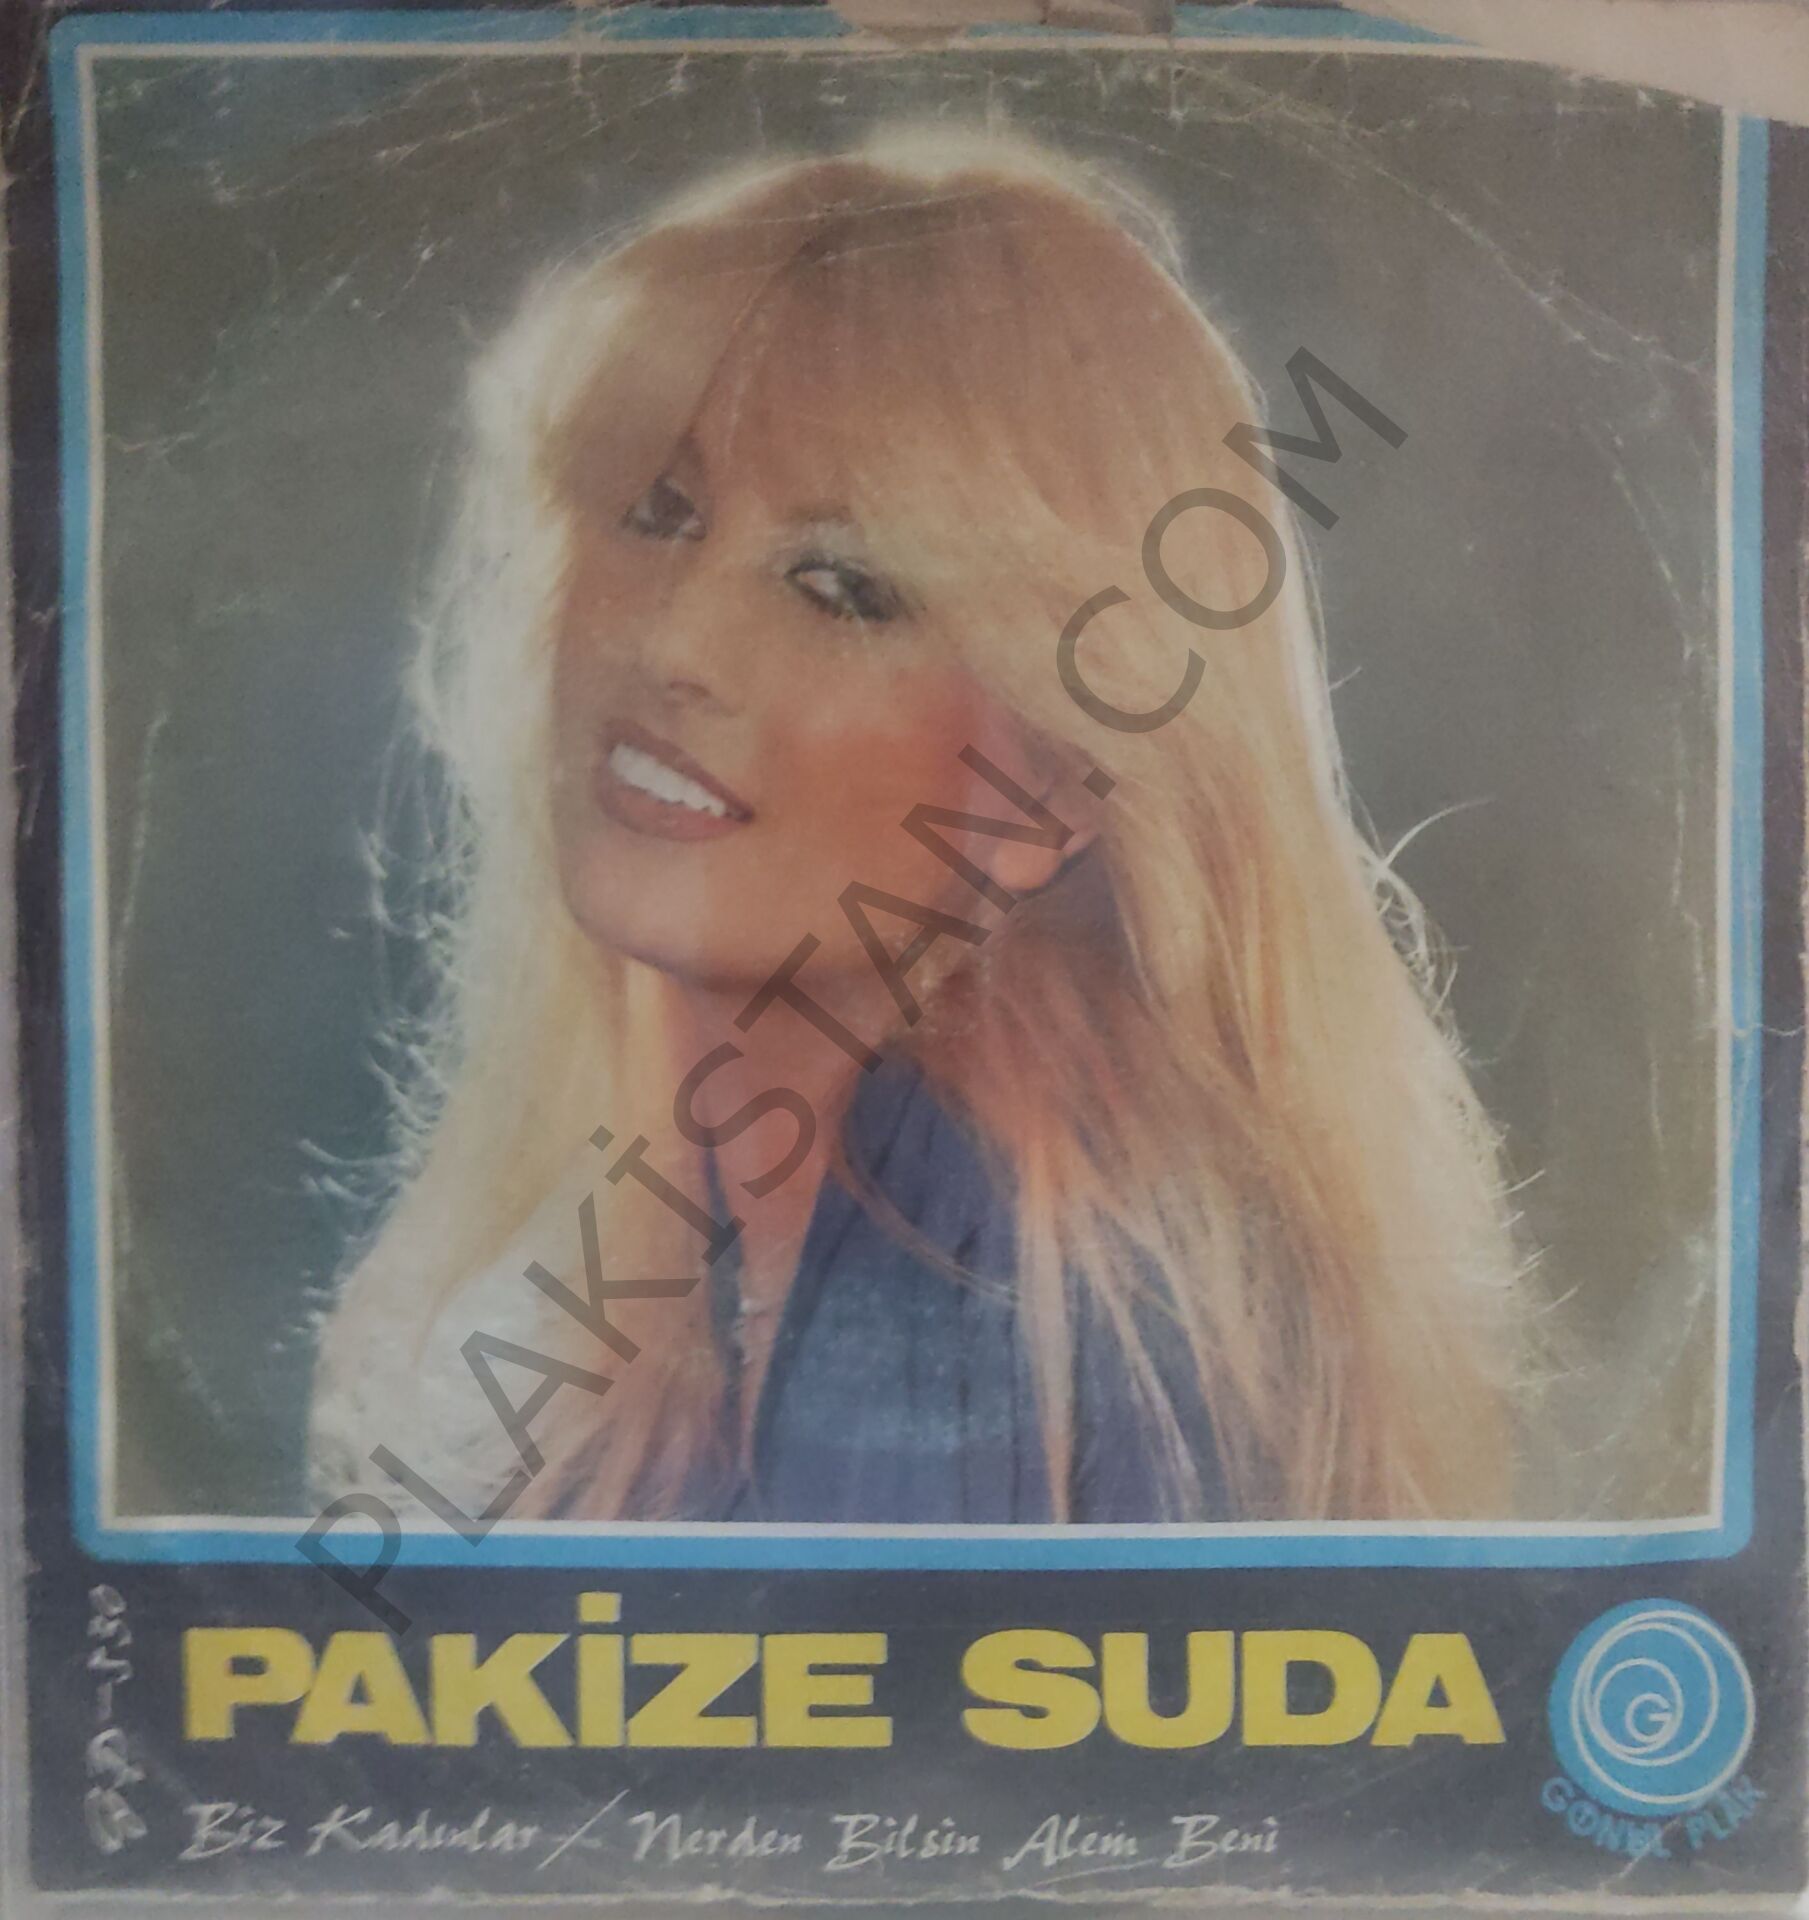 PLAKİSTAN.COM
PAKİZE SUDA
Biz Kadınlar / Nerden Bilsin Alem Beni
G
GÖNÜL PLAK